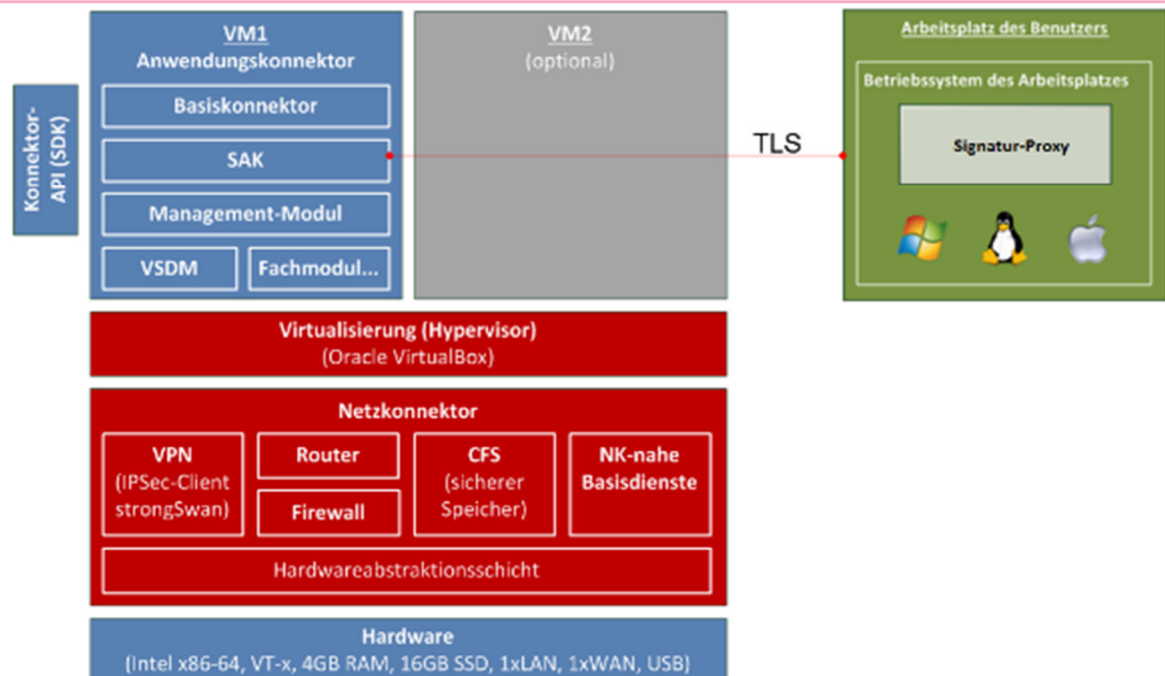 Konnektor-
API (SDK)
VM1
Anwendungskonnektor
Basiskonnektor
SAK
Management-Modul
VSDM
Fachmodul...
VM2
(optional)
TLS
Arbeitsplatz des Benutzers
Betriebssystem des Arbeitsplatzes
Signatur-Proxy
Virtualisierung (Hypervisor)
(Oracle VirtualBox)
Netzkonnektor
VPN
(IPSec-Client
strongSwan)
Router
Firewall
CFS
(sicherer
Speicher)
NK-nahe
Basisdienste
Hardwareabstraktionsschicht
Hardware
(Intel x86-64, VT-x, 4GB RAM, 16GB SSD, 1xLAN, 1xWAN, USB)